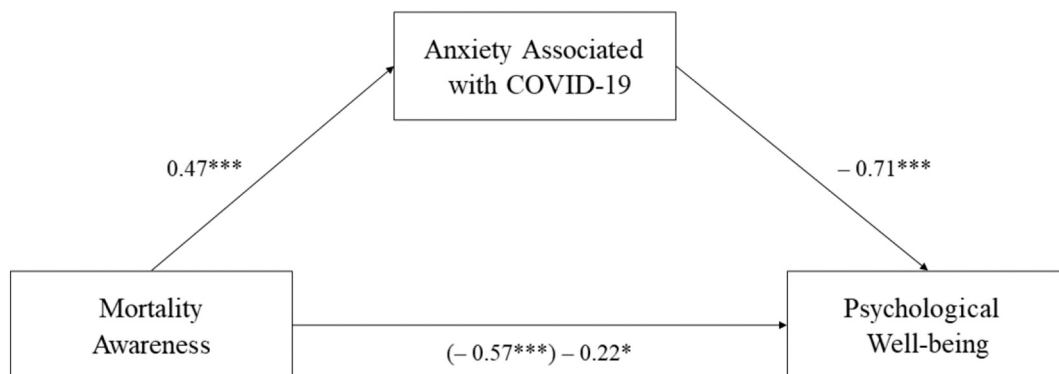 Anxiety Associated
with COVID-19
0.47***
– 0.71***
Mortality
Awareness
Psychological
Well-being
(– 0.57***) – 0.22*